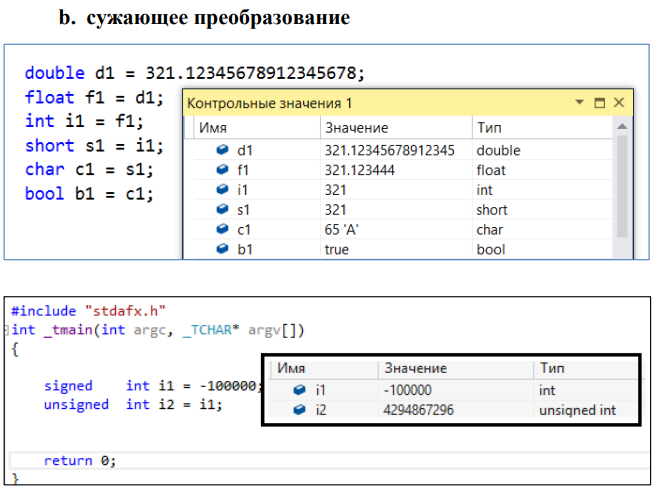 b. сужающее преобразование
double d1 = 321.12345678912345678;
float f1 = d1;
int i1 = f1;
short s1 = i1;
char c1 = s1;
bool b1 = c1;
Контрольные значения 1
Имя Значение Тип
d1 321.12345678912345 double
f1 321.123444 float
i1 321 int
s1 321 short
c1 65 'A' char
b1 true bool
#include "stdafx.h"
int _tmain(int argc, _TCHAR* argv[])
{
signed int i1 = -100000;
unsigned int i2 = i1;
Имя Значение Тип
i1 -100000 int
i2 4294867296 unsigned int
return 0;
}